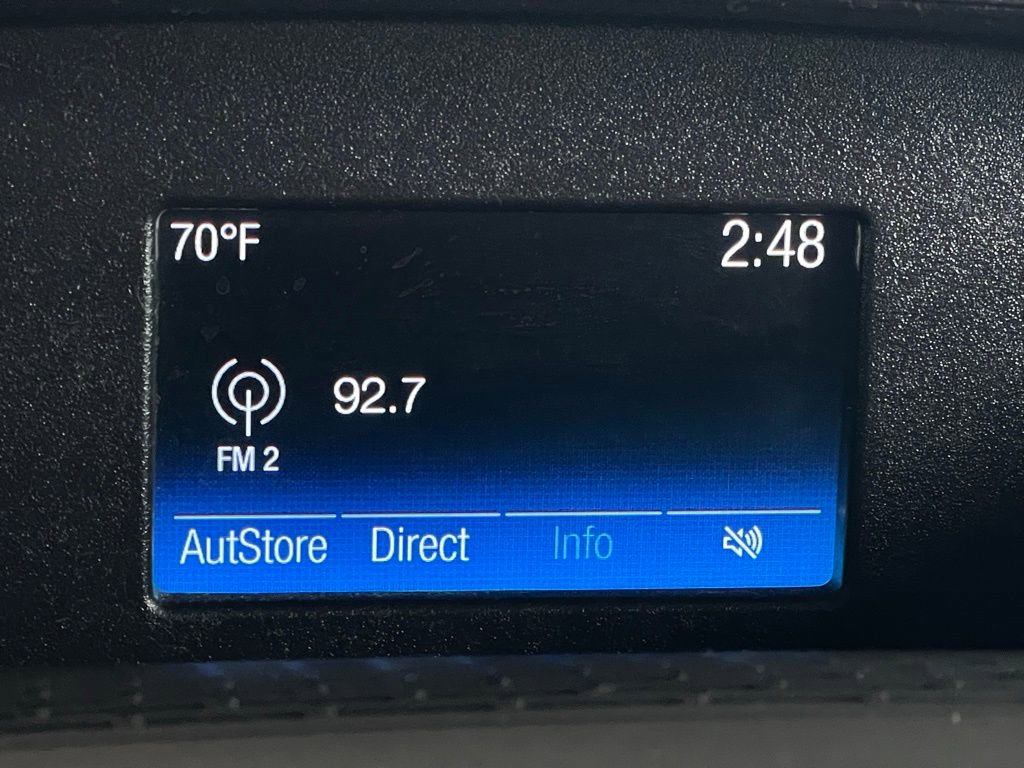 70°F 2:48
92.7
FM 2
AutStore Direct Info